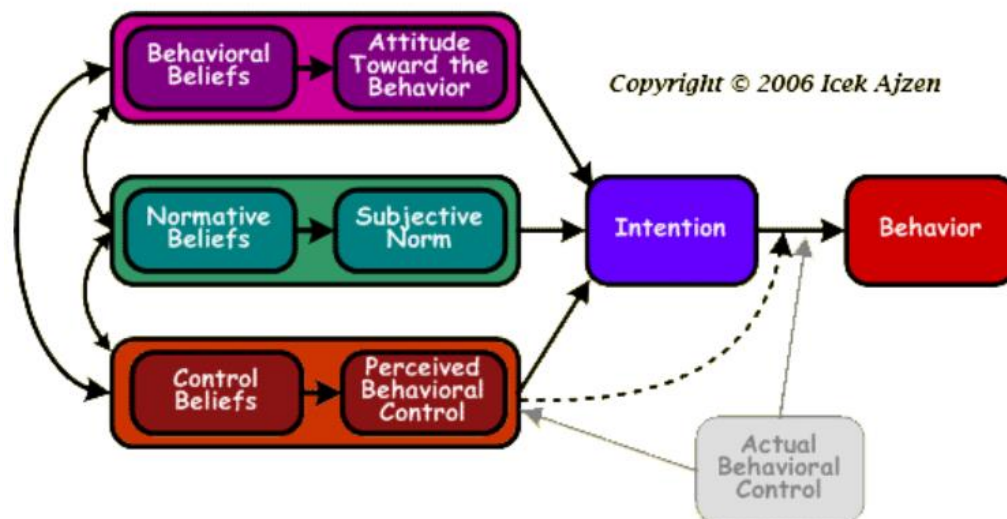 Behavioral
Beliefs
Attitude
Toward the
Behavior
Copyright © 2006 Icek Ajzen
Normative
Beliefs
Subjective
Norm
Intention
Behavior
Control
Beliefs
Perceived
Behavioral
Control
Actual
Behavioral
Control